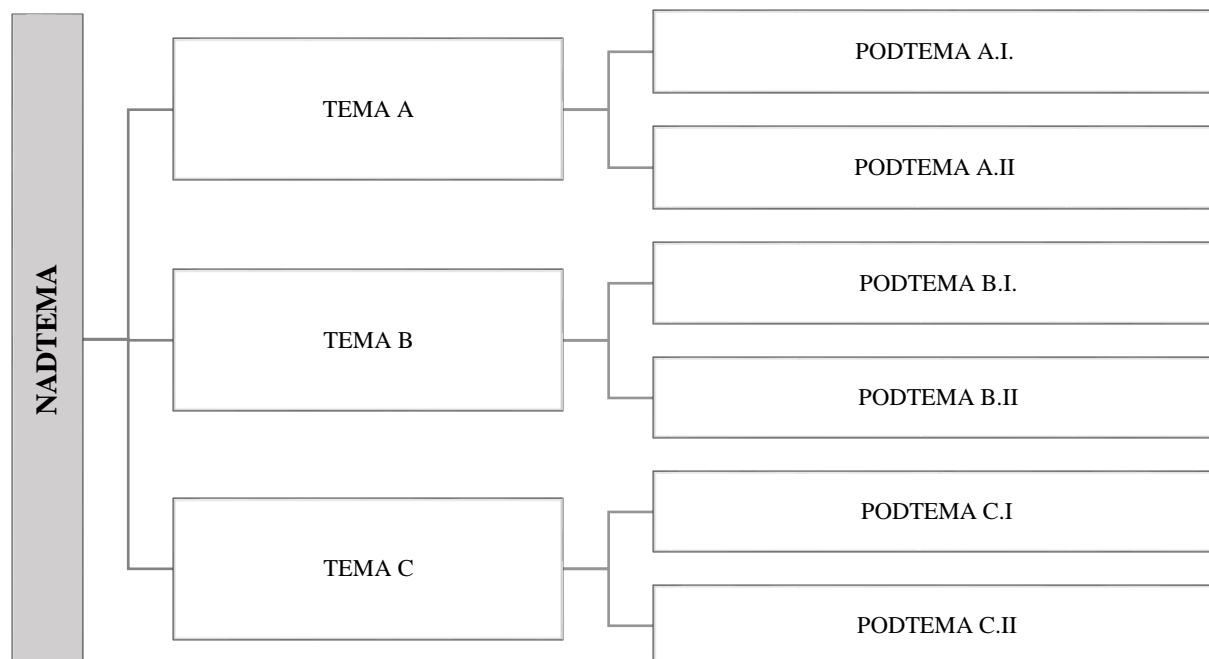 NADTEMA
TEMA A
PODTEMA A.I.
PODTEMA A.II
TEMA B
PODTEMA B.I.
PODTEMA B.II
TEMA C
PODTEMA C.I
PODTEMA C.II